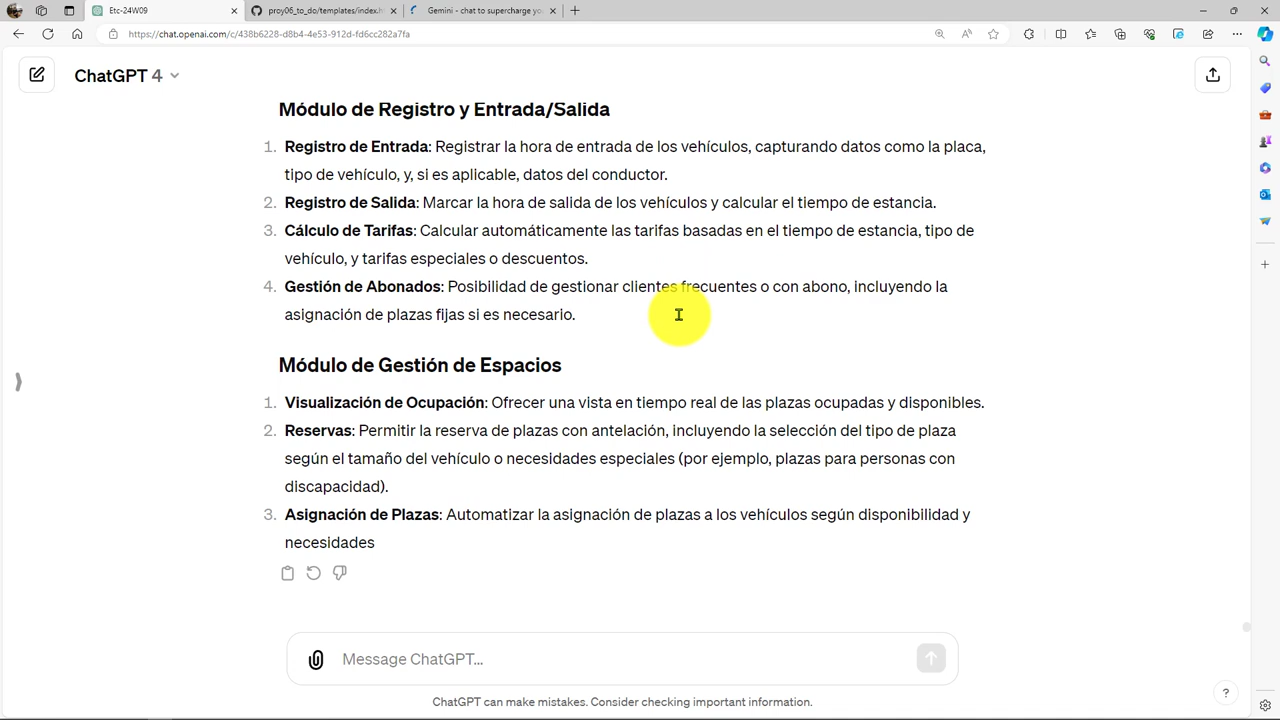 Etc-24W09
proy06_to_do/templates/index.h
Gemini - chat to supercharge yo
https://chat.openai.com/c/438b6228-d8b4-4e53-912d-fd6cc282a7fa
ChatGPT 4
Módulo de Registro y Entrada/Salida
1. Registro de Entrada: Registrar la hora de entrada de los vehículos, capturando datos como la placa,
tipo de vehículo, y, si es aplicable, datos del conductor.
2. Registro de Salida: Marcar la hora de salida de los vehículos y calcular el tiempo de estancia.
3. Cálculo de Tarifas: Calcular automáticamente las tarifas basadas en el tiempo de estancia, tipo de
vehículo, y tarifas especiales o descuentos.
4. Gestión de Abonados: Posibilidad de gestionar clientes frecuentes o con abono, incluyendo la
asignación de plazas fijas si es necesario.
Módulo de Gestión de Espacios
1. Visualización de Ocupación: Ofrecer una vista en tiempo real de las plazas ocupadas y disponibles.
2. Reservas: Permitir la reserva de plazas con antelación, incluyendo la selección del tipo de plaza
según el tamaño del vehículo o necesidades especiales (por ejemplo, plazas para personas con
discapacidad).
3. Asignación de Plazas: Automatizar la asignación de plazas a los vehículos según disponibilidad y
necesidades
Message ChatGPT...
ChatGPT can make mistakes. Consider checking important information.
?